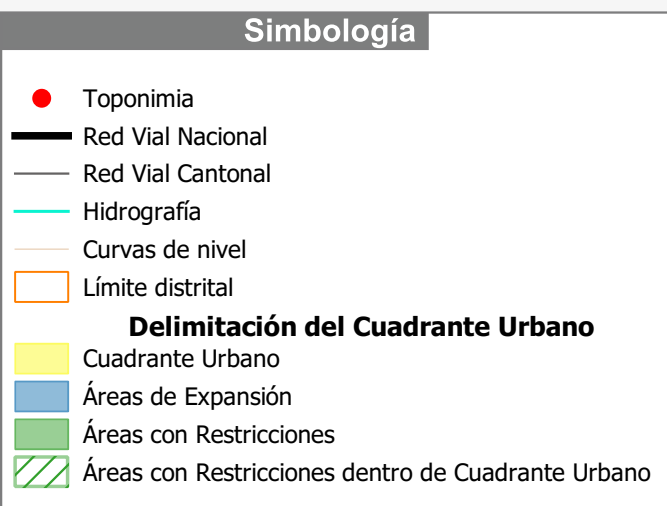 Simbología
Toponimia
Red Vial Nacional
Red Vial Cantonal
Hidrografía
Curvas de nivel
Límite distrital
Delimitación del Cuadrante Urbano
Cuadrante Urbano
Áreas de Expansión
Áreas con Restricciones
Áreas con Restricciones dentro de Cuadrante Urbano